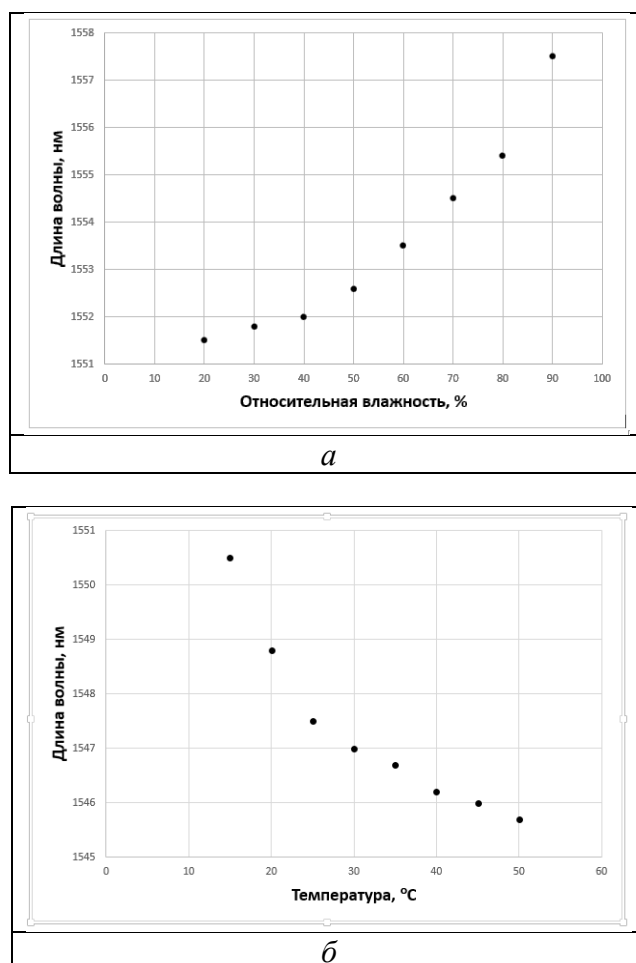 1558
1557
1556
1555
1554
1553
1552
1551
Длина волны, нм
0 10 20 30 40 50 60 70 80 90 100
Относительная влажность, %
а
1551
1550
1549
1548
1547
1546
1545
Длина волны, нм
0 10 20 30 40 50 60
Температура, °С
б